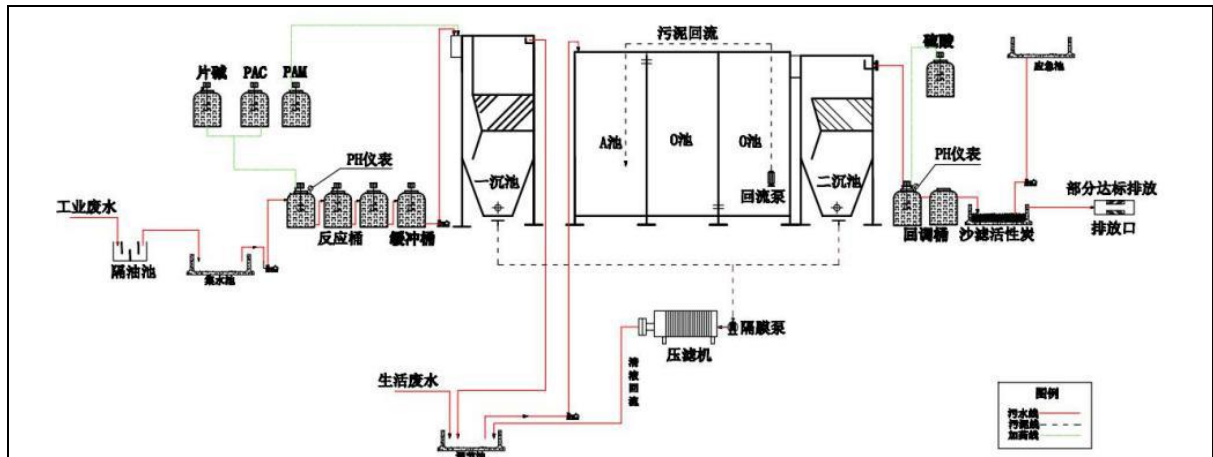 污泥回流
硫酸
应急池
片碱 PAC PAM
A池
O池
O池
PH仪表
一沉池
回流泵
二沉池
PH仪表
部分达标排放
工业废水
反应桶
缓冲桶
回调桶
沙滤活性炭
排放口
隔油池
集水池
隔膜泵
压滤机
清液回流
生活废水
图例
污水线
污泥线
加药线
调节池